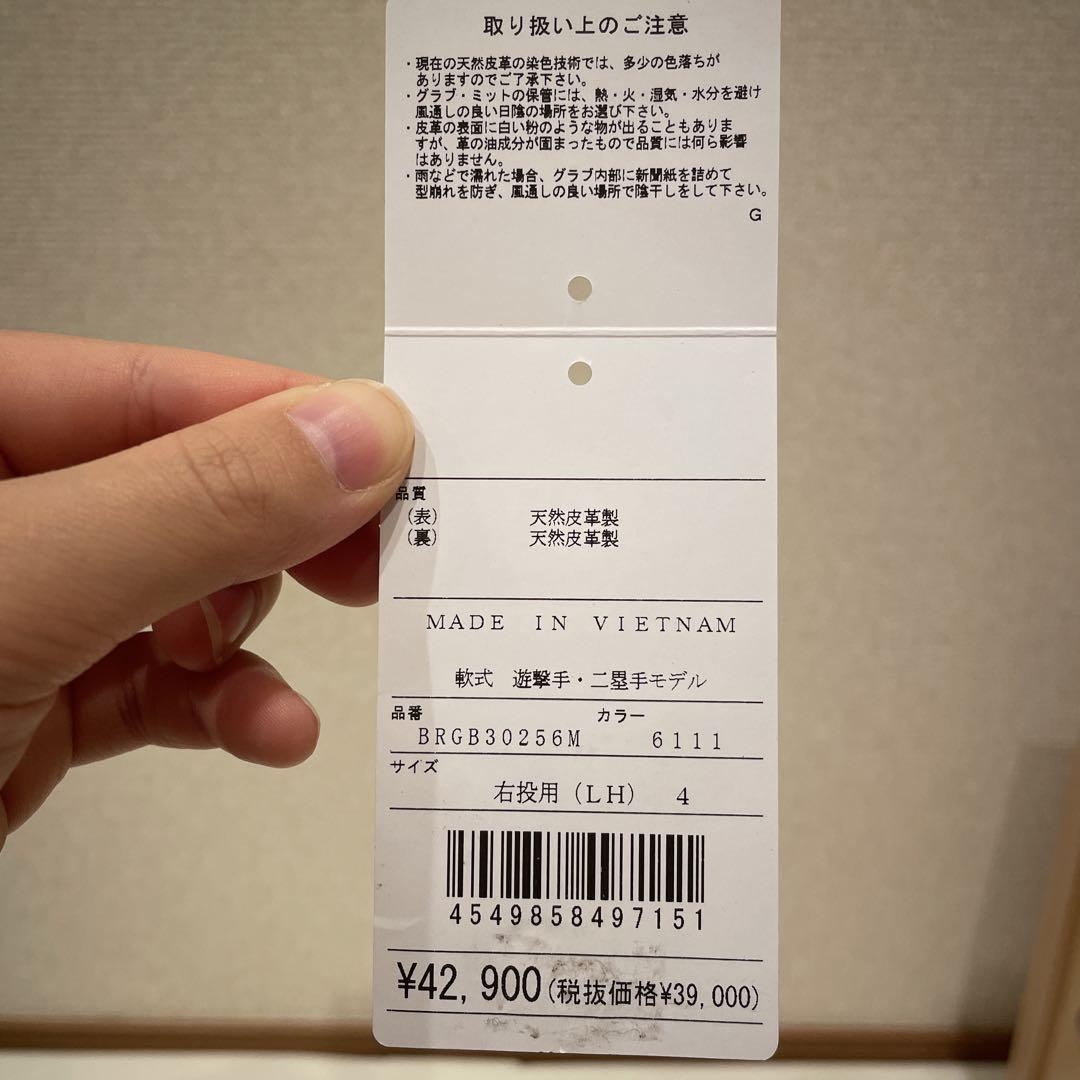 取り扱い上のご注意
・現在の天然皮革の染色技術では、多少の色落ちが
ありますのでご了承下さい。
・グラブ・ミットの保管には、熱・火・湿気・水分を避け
風通しの良い日陰の場所をお選び下さい。
・皮革の表面に白い粉のような物が出ることもありま
すが、革の油成分が固まったもので品質には何ら影響
はありません。
・雨などで濡れた場合、グラブ内部に新聞紙を詰めて
型崩れを防ぎ、風通しの良い場所で陰干しをして下さい。
G
品質
(表) 天然皮革製
(裏) 天然皮革製
MADE IN VIETNAM
軟式 遊撃手・二塁手モデル
品番 カラー
BRGB30256M 6111
サイズ
右投用(LH) 4
4549858497151
¥42,900(税抜価格¥39,000)